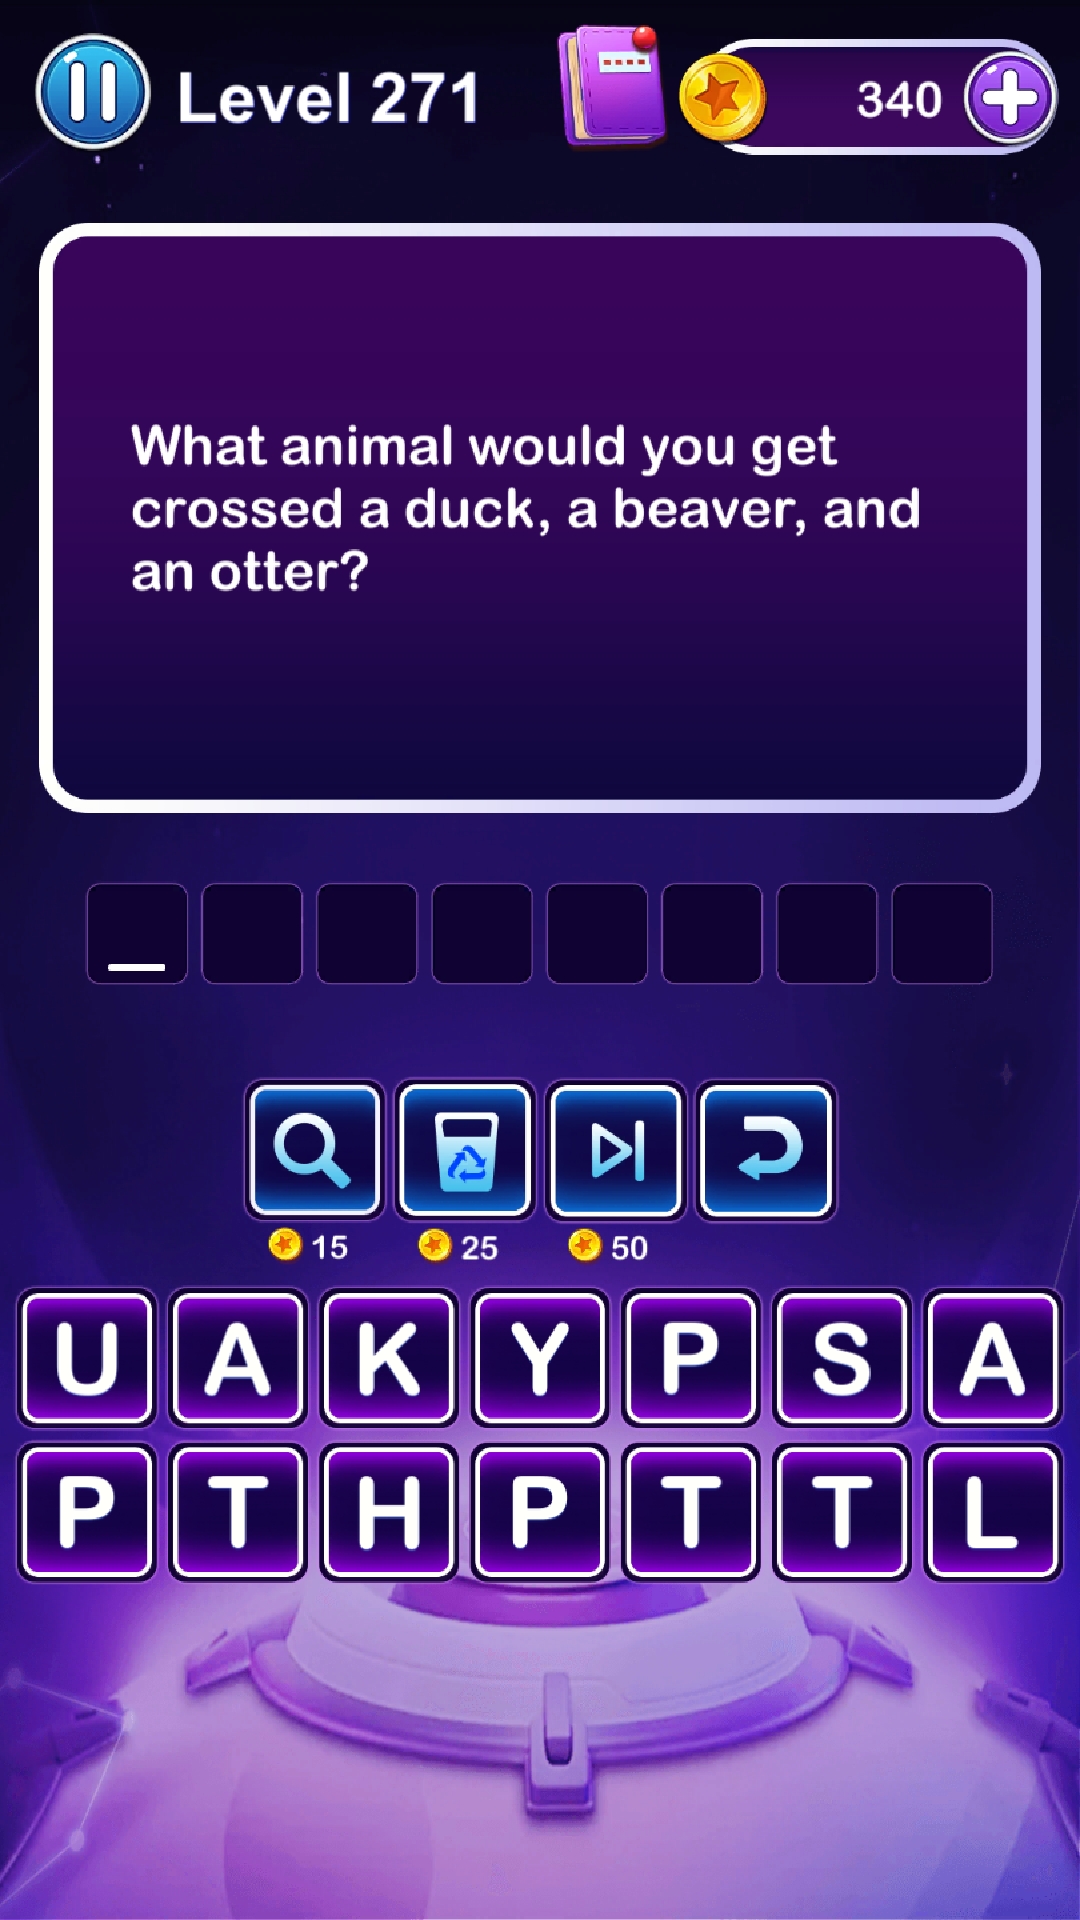 Level 271
340
What animal would you get
crossed a duck, a beaver, and
an otter?
15 25 50
U A K Y P S A
P T H P T T L